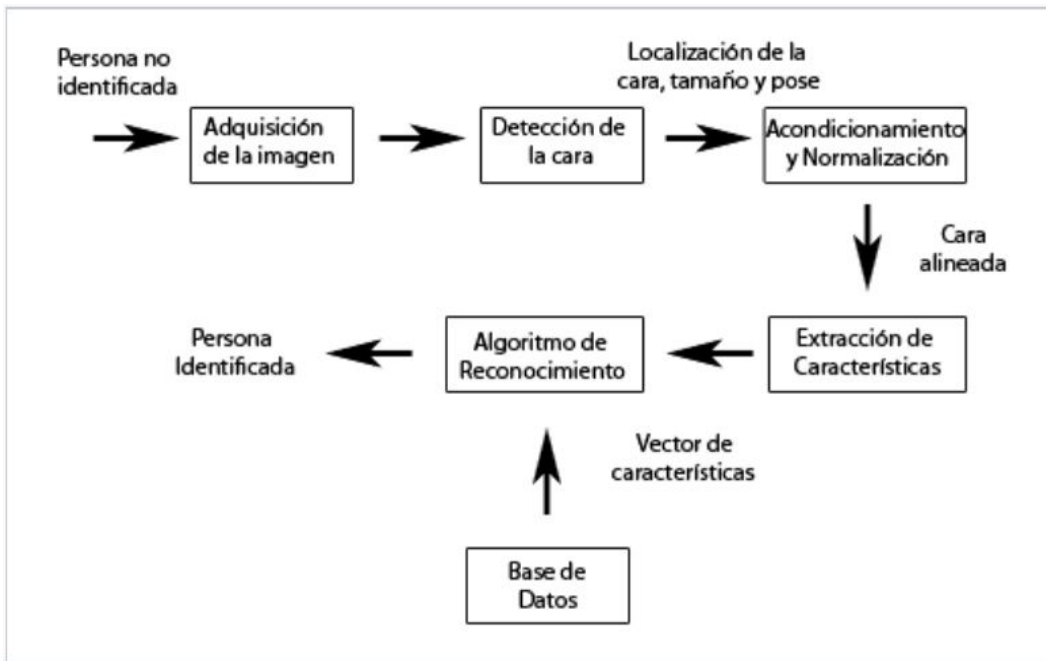 Persona no
identificada
Adquisición
de la imagen
Detección de
la cara
Localización de la
cara, tamaño y pose
Acondicionamiento
y Normalización
Cara
alineada
Extracción de
Características
Algoritmo de
Reconocimiento
Persona
Identificada
Vector de
características
Base de
Datos